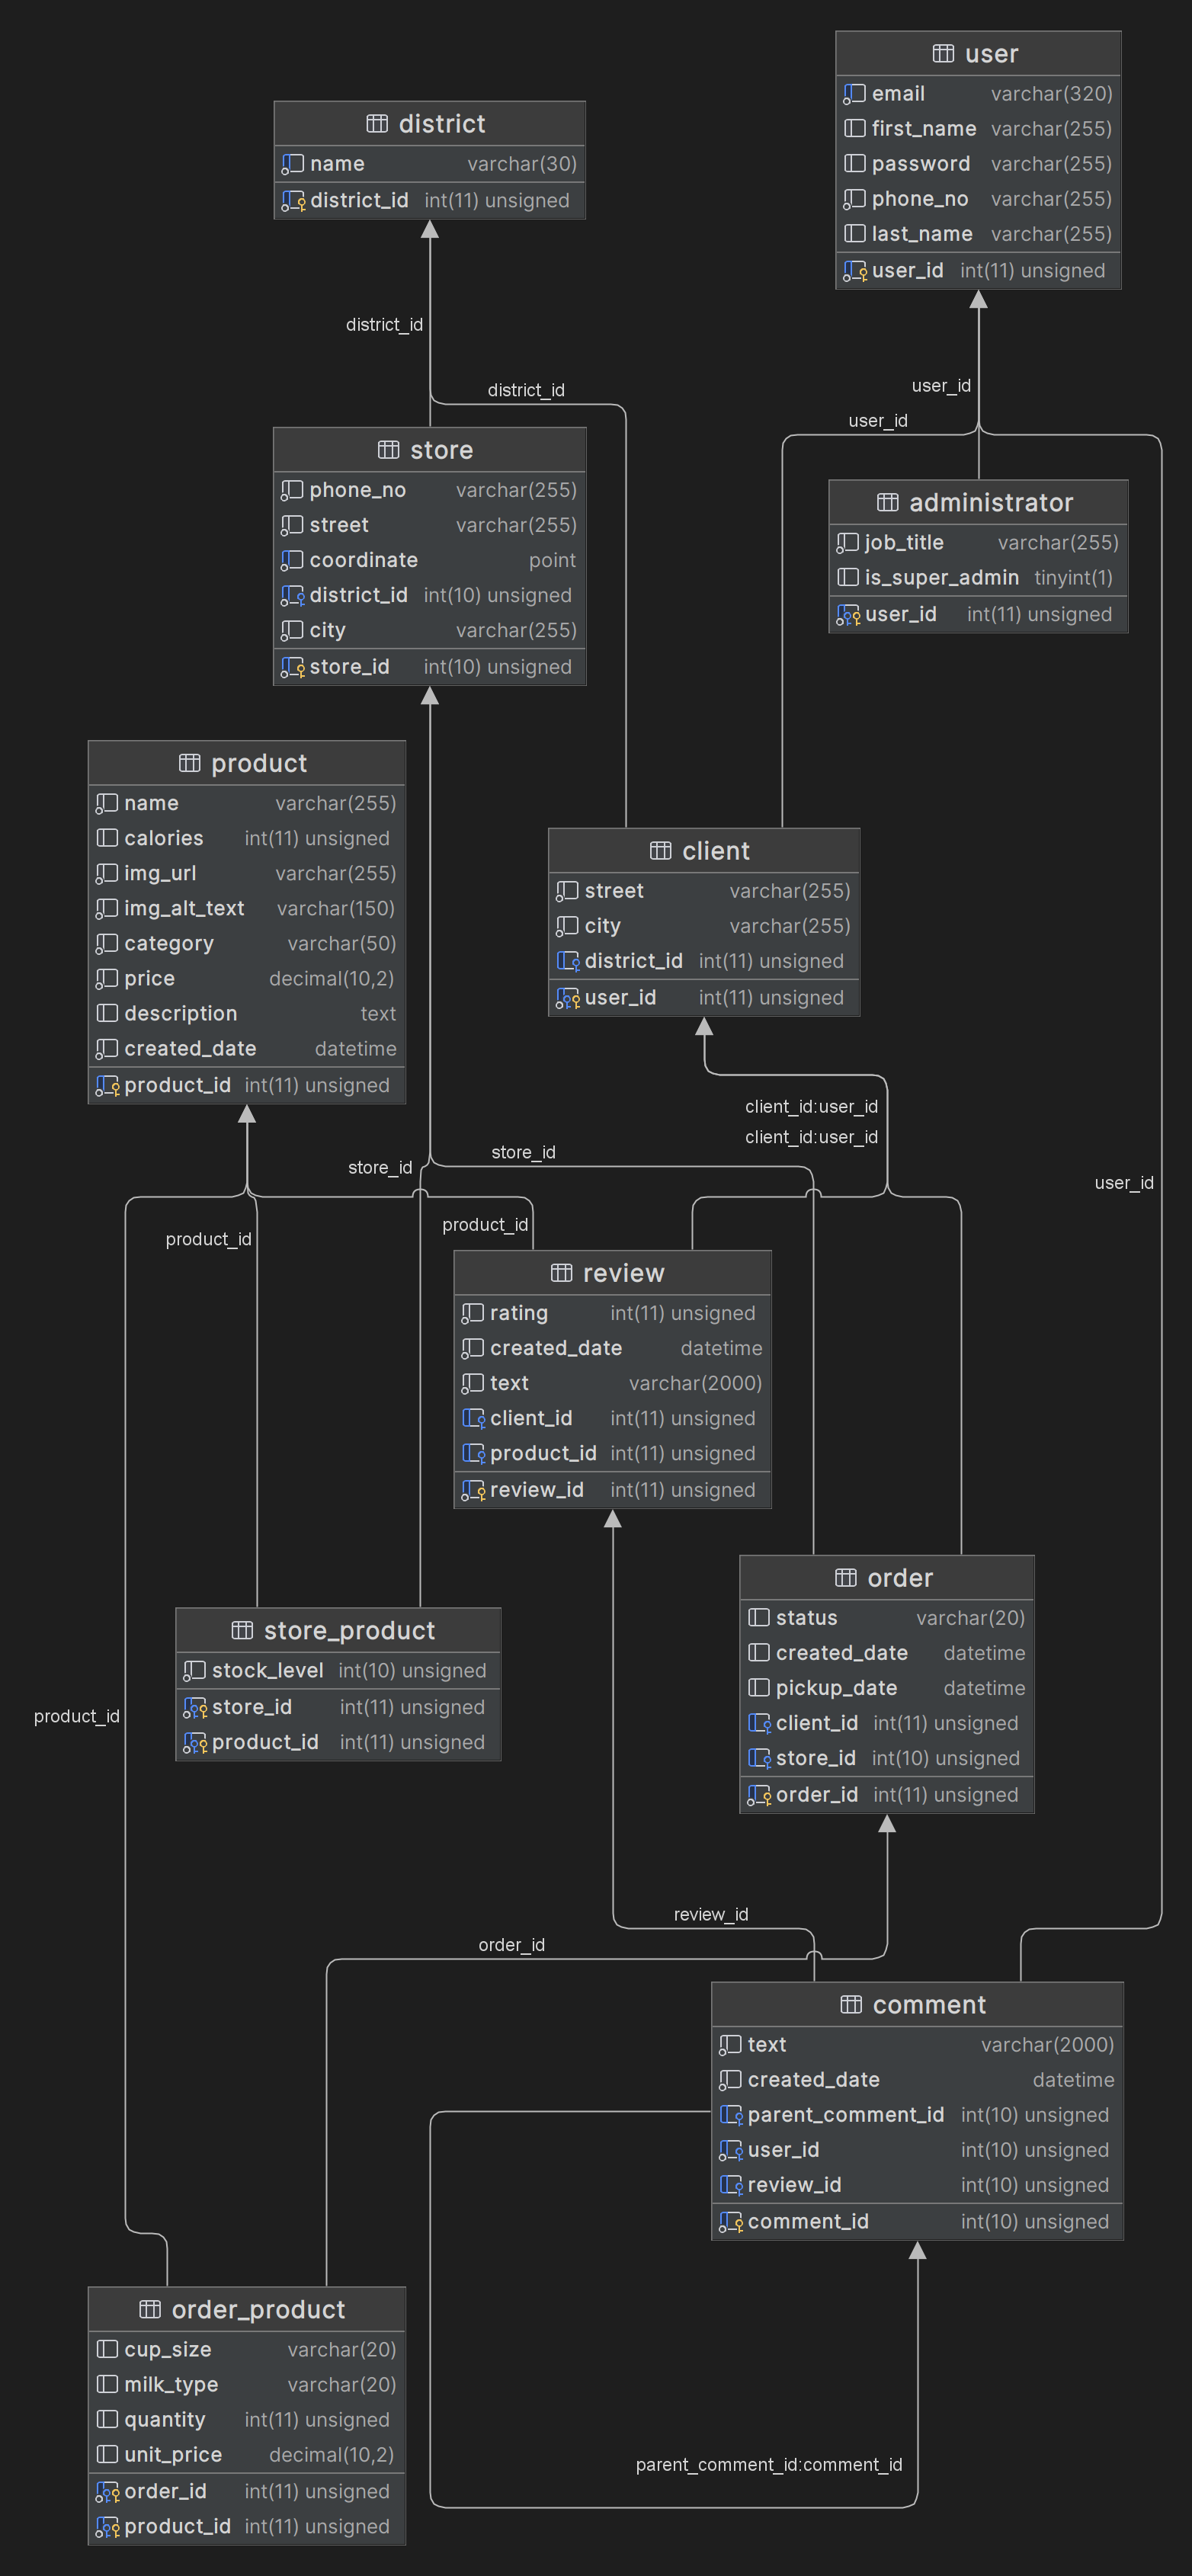 user
email varchar(320)
first_name varchar(255)
password varchar(255)
phone_no varchar(255)
last_name varchar(255)
user_id int(11) unsigned
district
name varchar(30)
district_id int(11) unsigned
district_id
district_id
user_id
user_id
store
phone_no varchar(255)
street varchar(255)
coordinate point
district_id int(10) unsigned
city varchar(255)
store_id int(10) unsigned
administrator
job_title varchar(255)
is_super_admin tinyint(1)
user_id int(11) unsigned
product
name varchar(255)
calories int(11) unsigned
img_url varchar(255)
img_alt_text varchar(150)
category varchar(50)
price decimal(10,2)
description text
created_date datetime
product_id int(11) unsigned
client
street varchar(255)
city varchar(255)
district_id int(11) unsigned
user_id int(11) unsigned
client_id:user_id
client_id:user_id
store_id
store_id
user_id
product_id
product_id
review
rating int(11) unsigned
created_date datetime
text varchar(2000)
client_id int(11) unsigned
product_id int(11) unsigned
review_id int(11) unsigned
order
status varchar(20)
created_date datetime
pickup_date datetime
client_id int(11) unsigned
store_id int(10) unsigned
order_id int(11) unsigned
store_product
stock_level int(10) unsigned
store_id int(11) unsigned
product_id int(11) unsigned
product_id
review_id
order_id
comment
text varchar(2000)
created_date datetime
parent_comment_id int(10) unsigned
user_id int(10) unsigned
review_id int(10) unsigned
comment_id int(10) unsigned
order_product
cup_size varchar(20)
milk_type varchar(20)
quantity int(11) unsigned
unit_price decimal(10,2)
order_id int(11) unsigned
product_id int(11) unsigned
parent_comment_id:comment_id